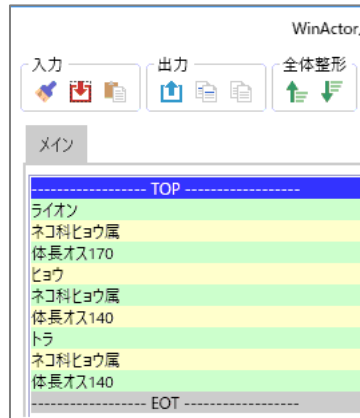 WinActor
入力 出力 全体整形
メイン
------------------ TOP ------------------
ライオン
ネコ科ヒョウ属
体長オス170
ヒョウ
ネコ科ヒョウ属
体長オス140
トラ
ネコ科ヒョウ属
体長オス140
------------------ EOT ------------------